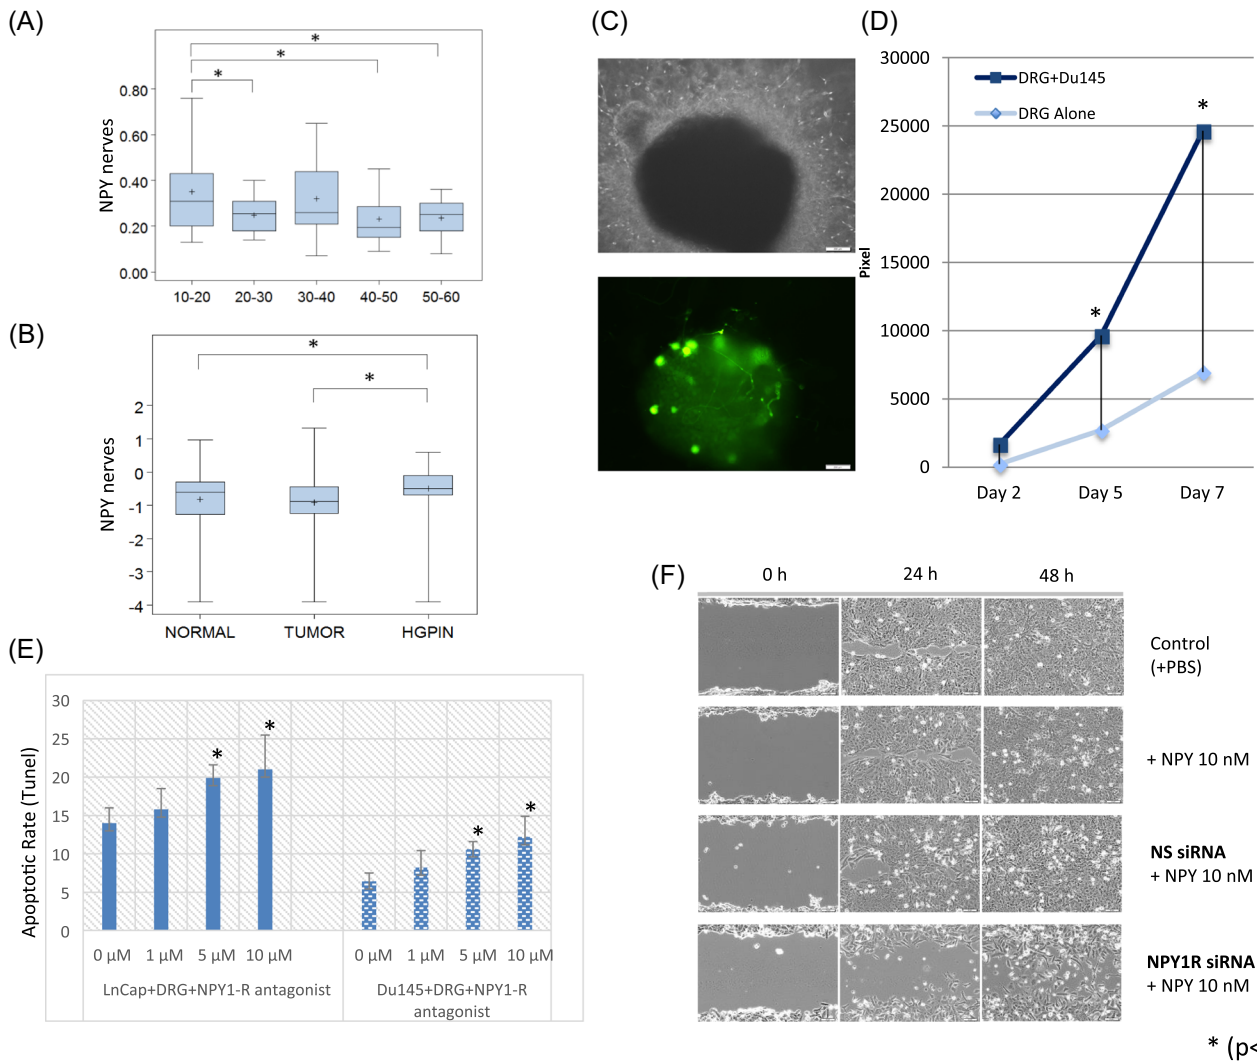 (A)
*
*
*
NPY nerves
0.80
0.60
0.40
0.20
0.00
10-20
20-30
30-40
40-50
50-60
(B)
*
*
NPY nerves
2
1
0
-1
-2
-3
-4
NORMAL
TUMOR
HGPIN
(C)
(D)
30000
25000
20000
15000
10000
5000
0
Pixel
DRG+Du145
DRG Alone
*
*
Day 2
Day 5
Day 7
(E)
Apoptotic Rate (Tunel)
30
25
20
15
10
5
0
*
*
*
*
0 µM
1 µM
5 µM
10 µM
0 µM
1 µM
5 µM
10 µM
LnCap+DRG+NPY1-R antagonist
Du145+DRG+NPY1-R
antagonist
(F)
0 h
24 h
48 h
Control
(+PBS)
+ NPY 10 nM
NS siRNA
+ NPY 10 nM
NPY1R siRNA
+ NPY 10 nM
* (p<